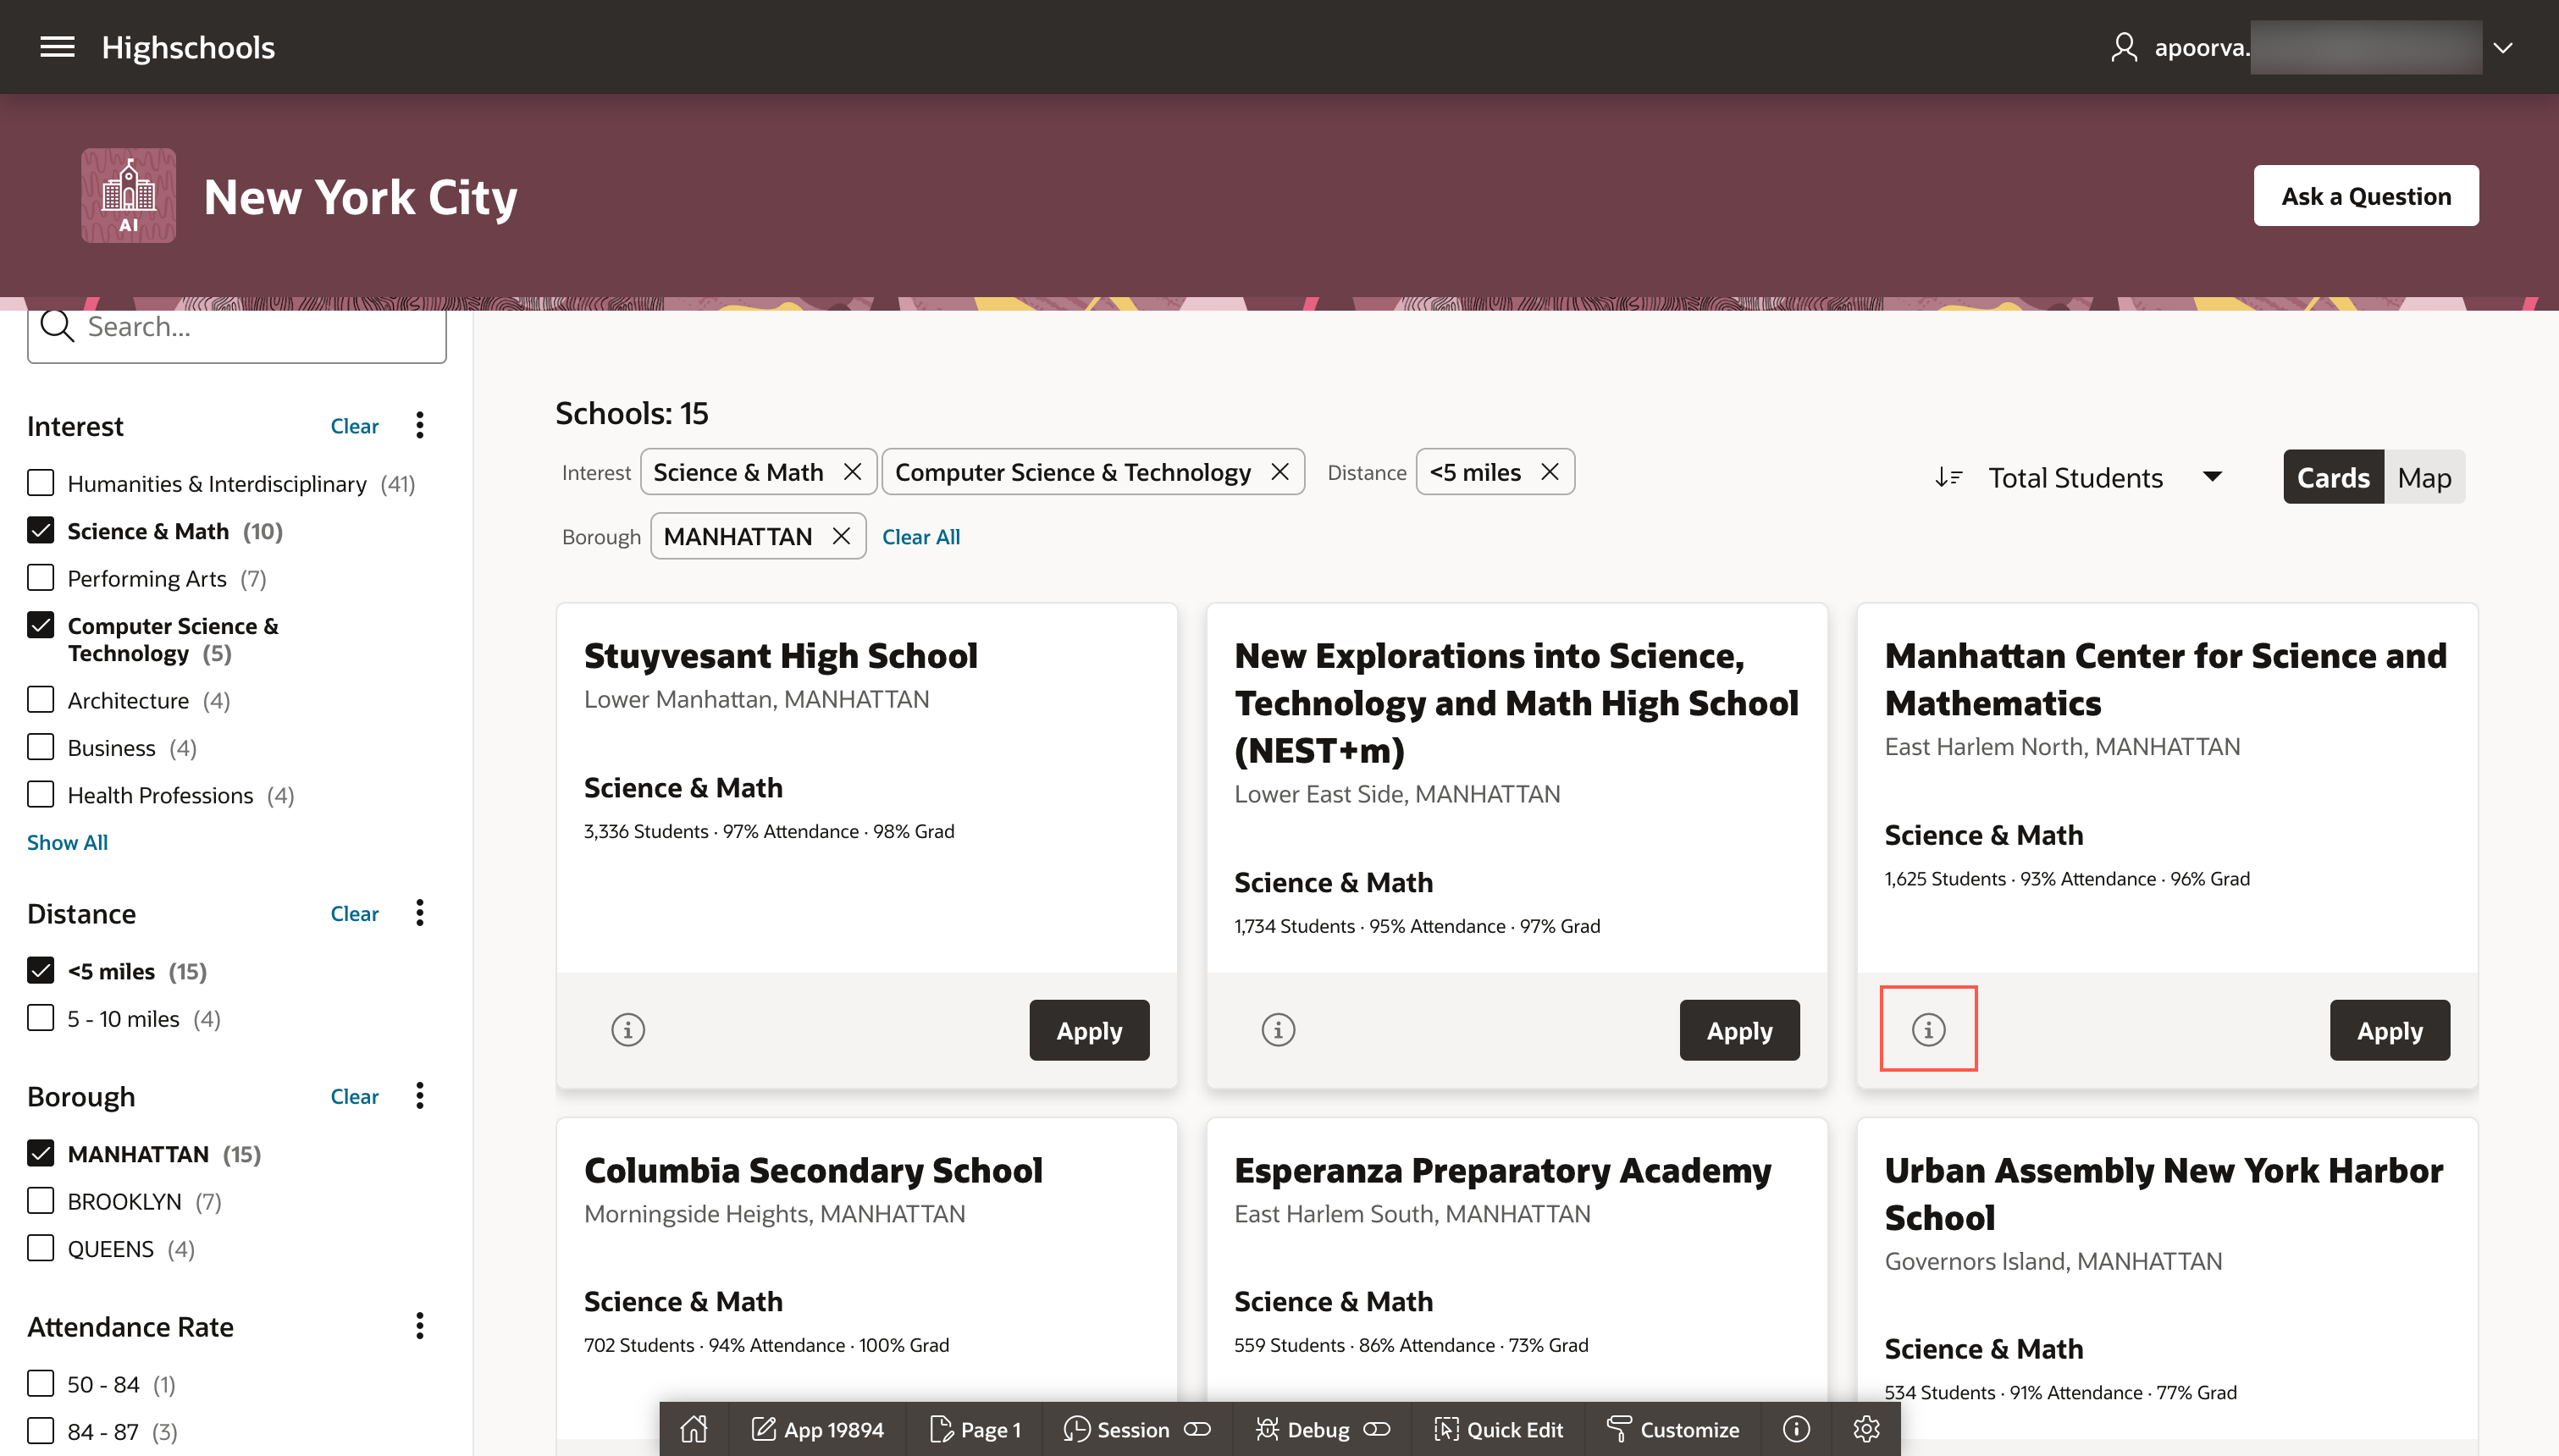 Highschools
apoorva.
AI
New York City
Ask a Question
Search...
Interest Clear
Humanities & Interdisciplinary (41)
Science & Math (10)
Performing Arts (7)
Computer Science &
Technology (5)
Architecture (4)
Business (4)
Health Professions (4)
Show All
Distance Clear
<5 miles (15)
5 - 10 miles (4)
Borough Clear
MANHATTAN (15)
BROOKLYN (7)
QUEENS (4)
Attendance Rate
50 - 84 (1)
84 - 87 (3)
Schools: 15
Interest Science & Math Computer Science & Technology Distance <5 miles
Borough MANHATTAN Clear All
Total Students
Cards Map
Stuyvesant High School
Lower Manhattan, MANHATTAN
Science & Math
3,336 Students · 97% Attendance · 98% Grad
Apply
New Explorations into Science,
Technology and Math High School
(NEST+m)
Lower East Side, MANHATTAN
Science & Math
1,734 Students · 95% Attendance · 97% Grad
Apply
Manhattan Center for Science and
Mathematics
East Harlem North, MANHATTAN
Science & Math
1,625 Students · 93% Attendance · 96% Grad
Apply
Columbia Secondary School
Morningside Heights, MANHATTAN
Science & Math
702 Students · 94% Attendance · 100% Grad
Esperanza Preparatory Academy
East Harlem South, MANHATTAN
Science & Math
559 Students · 86% Attendance · 73% Grad
Urban Assembly New York Harbor
School
Governors Island, MANHATTAN
Science & Math
534 Students · 91% Attendance · 77% Grad
App 19894 Page 1 Session Debug Quick Edit Customize